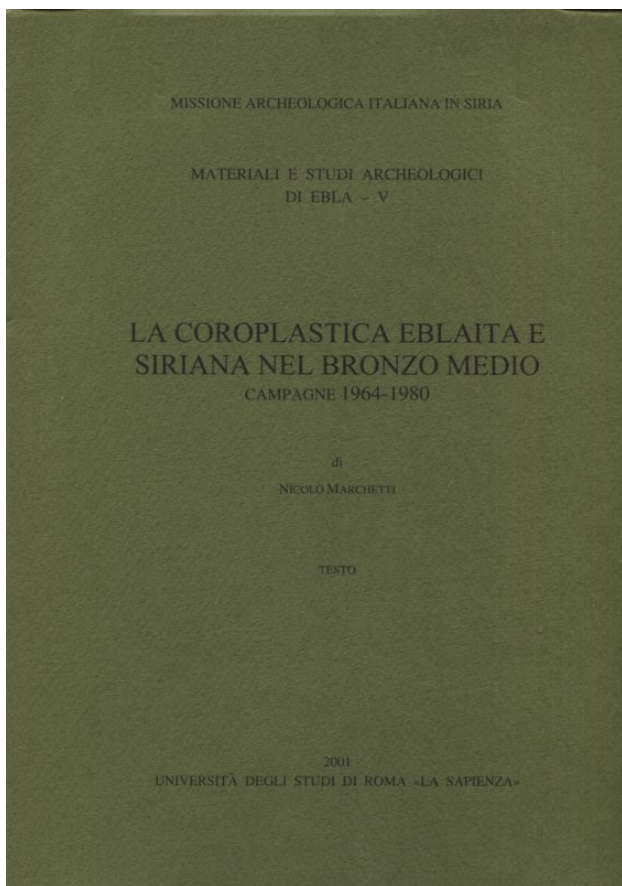 MISSIONE ARCHEOLOGICA ITALIANA IN SIRIA
MATERIALI E STUDI ARCHEOLOGICI
DI EBLA – V
LA COROPLASTICA EBLAITA E
SIRIANA NEL BRONZO MEDIO
CAMPAGNE 1964-1980
di
NICOLÒ MARCHETTI
TESTO
2001
UNIVERSITÀ DEGLI STUDI DI ROMA «LA SAPIENZA»